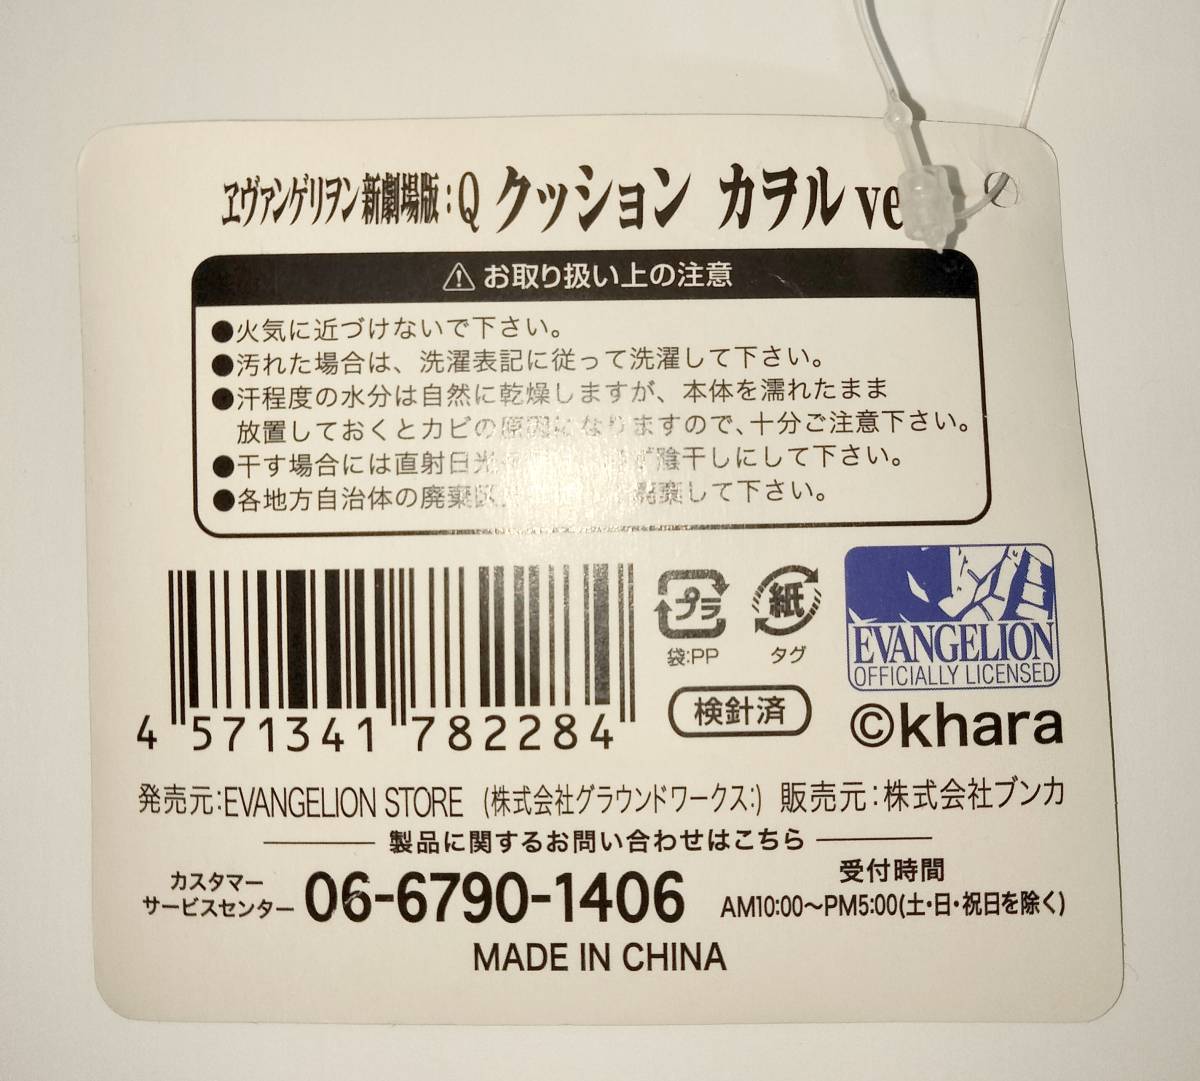 ヱヴァンゲリヲン新劇場版:Q クッション カヲル ve
お取り扱い上の注意
●火気に近づけないで下さい。
●汚れた場合は、洗濯表記に従って洗濯して下さい。
●汗程度の水分は自然に乾燥しますが、本体を濡れたまま
放置しておくとカビの原因になりますので、十分ご注意下さい。
●干す場合には直射日光 陰干しにして下さい。
●各地方自治体の廃棄 廃棄して下さい。
4 571341 782284
プラ
袋:PP
紙
タグ
検針済
EVANGELION
OFFICIALLY LICENSED
©khara
発売元:EVANGELION STORE (株式会社グラウンドワークス:) 販売元:株式会社ブンカ
製品に関するお問い合わせはこちら
カスタマー
サービスセンター 06-6790-1406
受付時間
AM10:00〜PM5:00(土・日・祝日を除く)
MADE IN CHINA